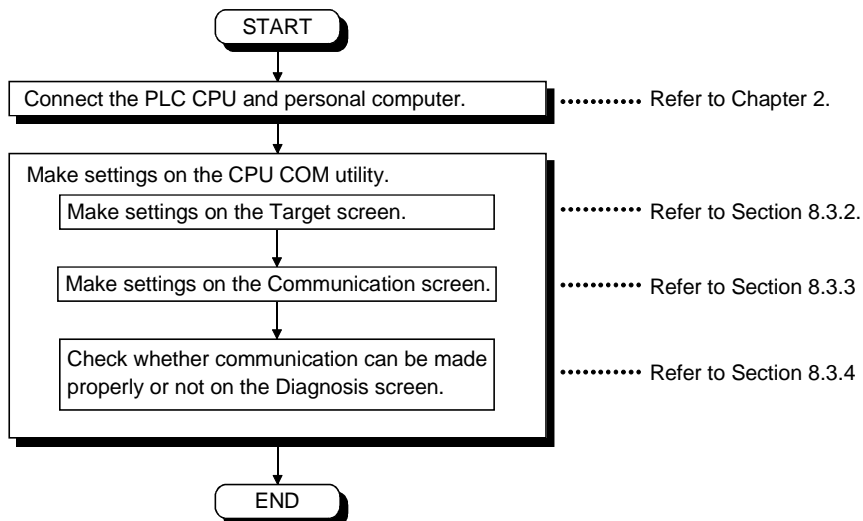 START
Connect the PLC CPU and personal computer.
Refer to Chapter 2.
Make settings on the CPU COM utility.
Make settings on the Target screen.
Refer to Section 8.3.2.
Make settings on the Communication screen.
Refer to Section 8.3.3
Check whether communication can be made
properly or not on the Diagnosis screen.
Refer to Section 8.3.4
END